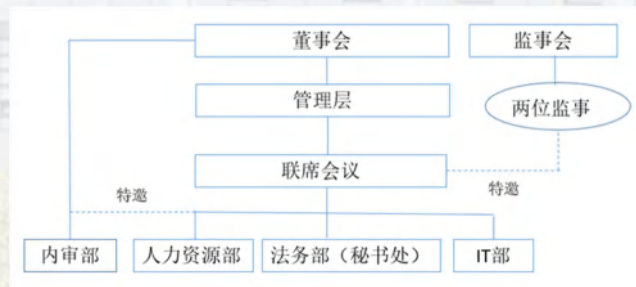 董事会
监事会
管理层
两位监事
联席会议
特邀
特邀
内审部
人力资源部
法务部（秘书处）
IT部